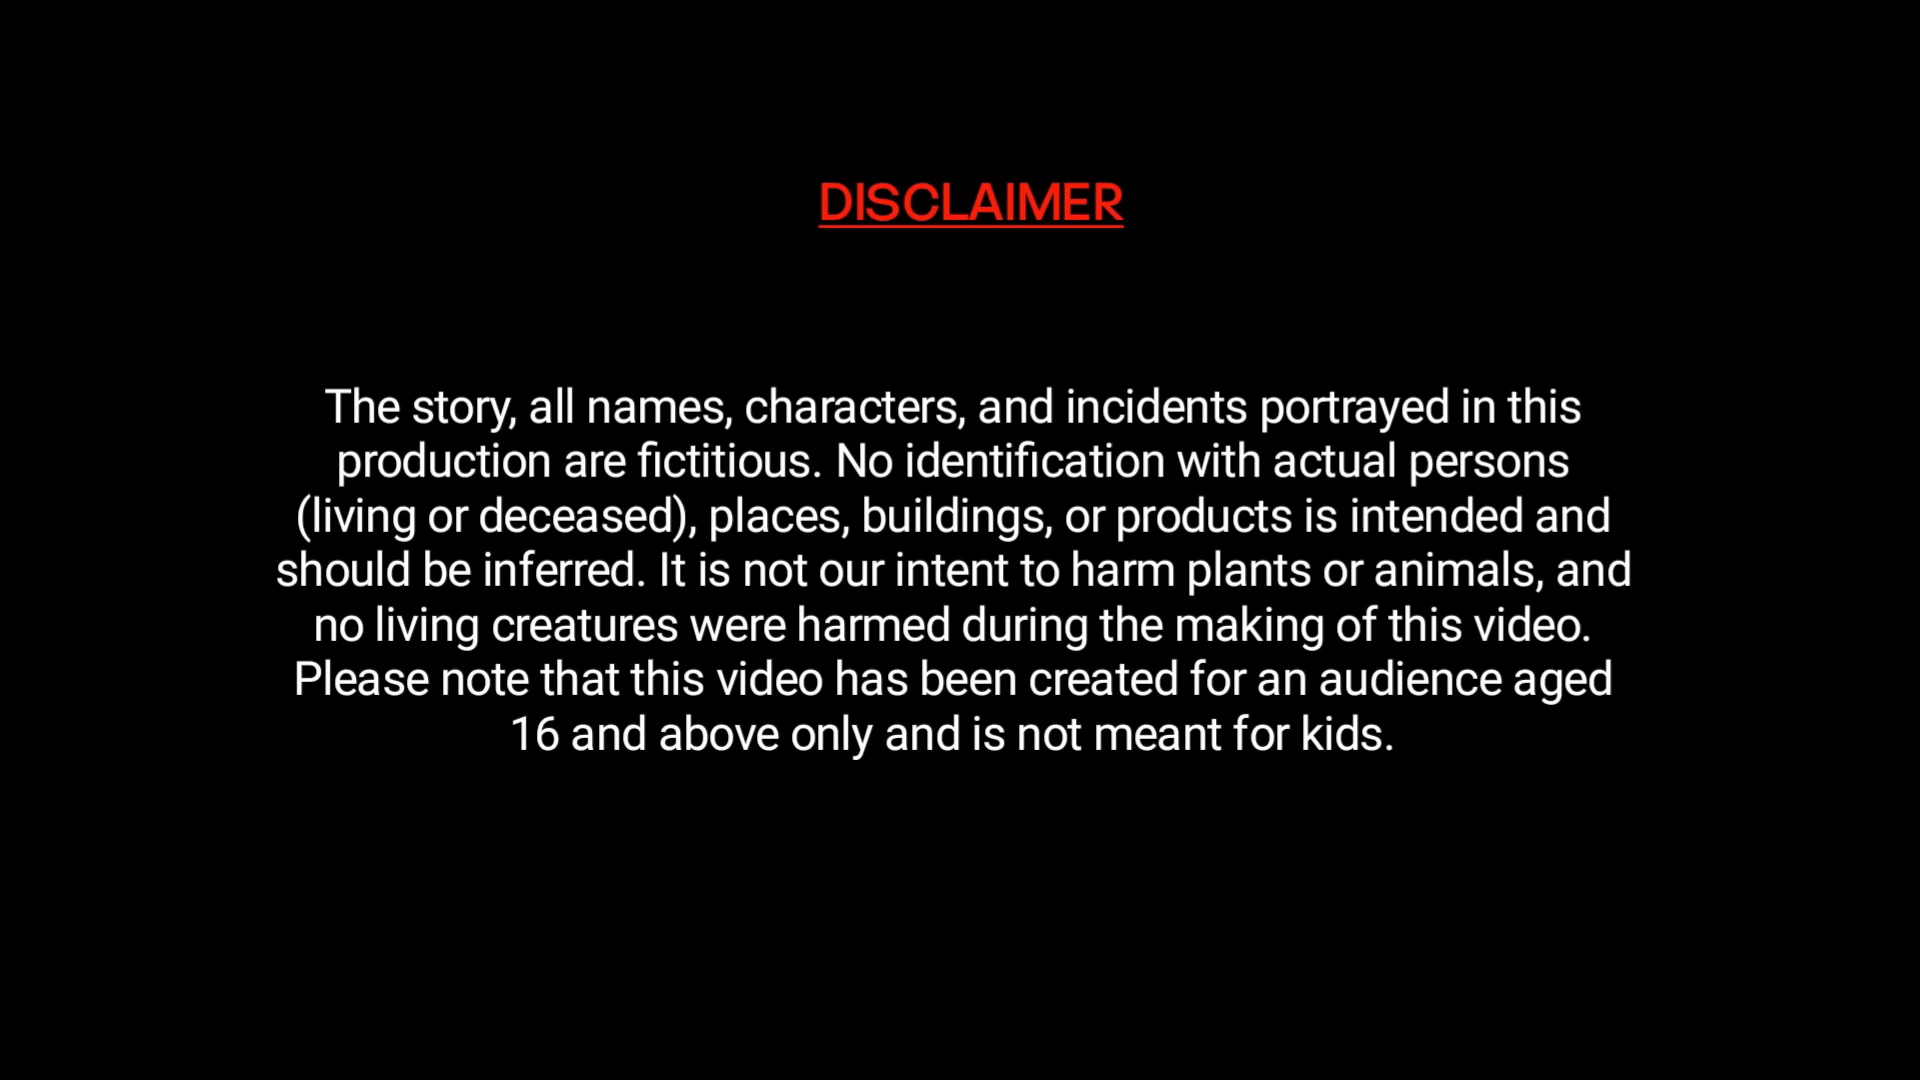 DISCLAIMER
The story, all names, characters, and incidents portrayed in this
production are fictitious. No identification with actual persons
(living or deceased), places, buildings, or products is intended and
should be inferred. It is not our intent to harm plants or animals, and
no living creatures were harmed during the making of this video.
Please note that this video has been created for an audience aged
16 and above only and is not meant for kids.